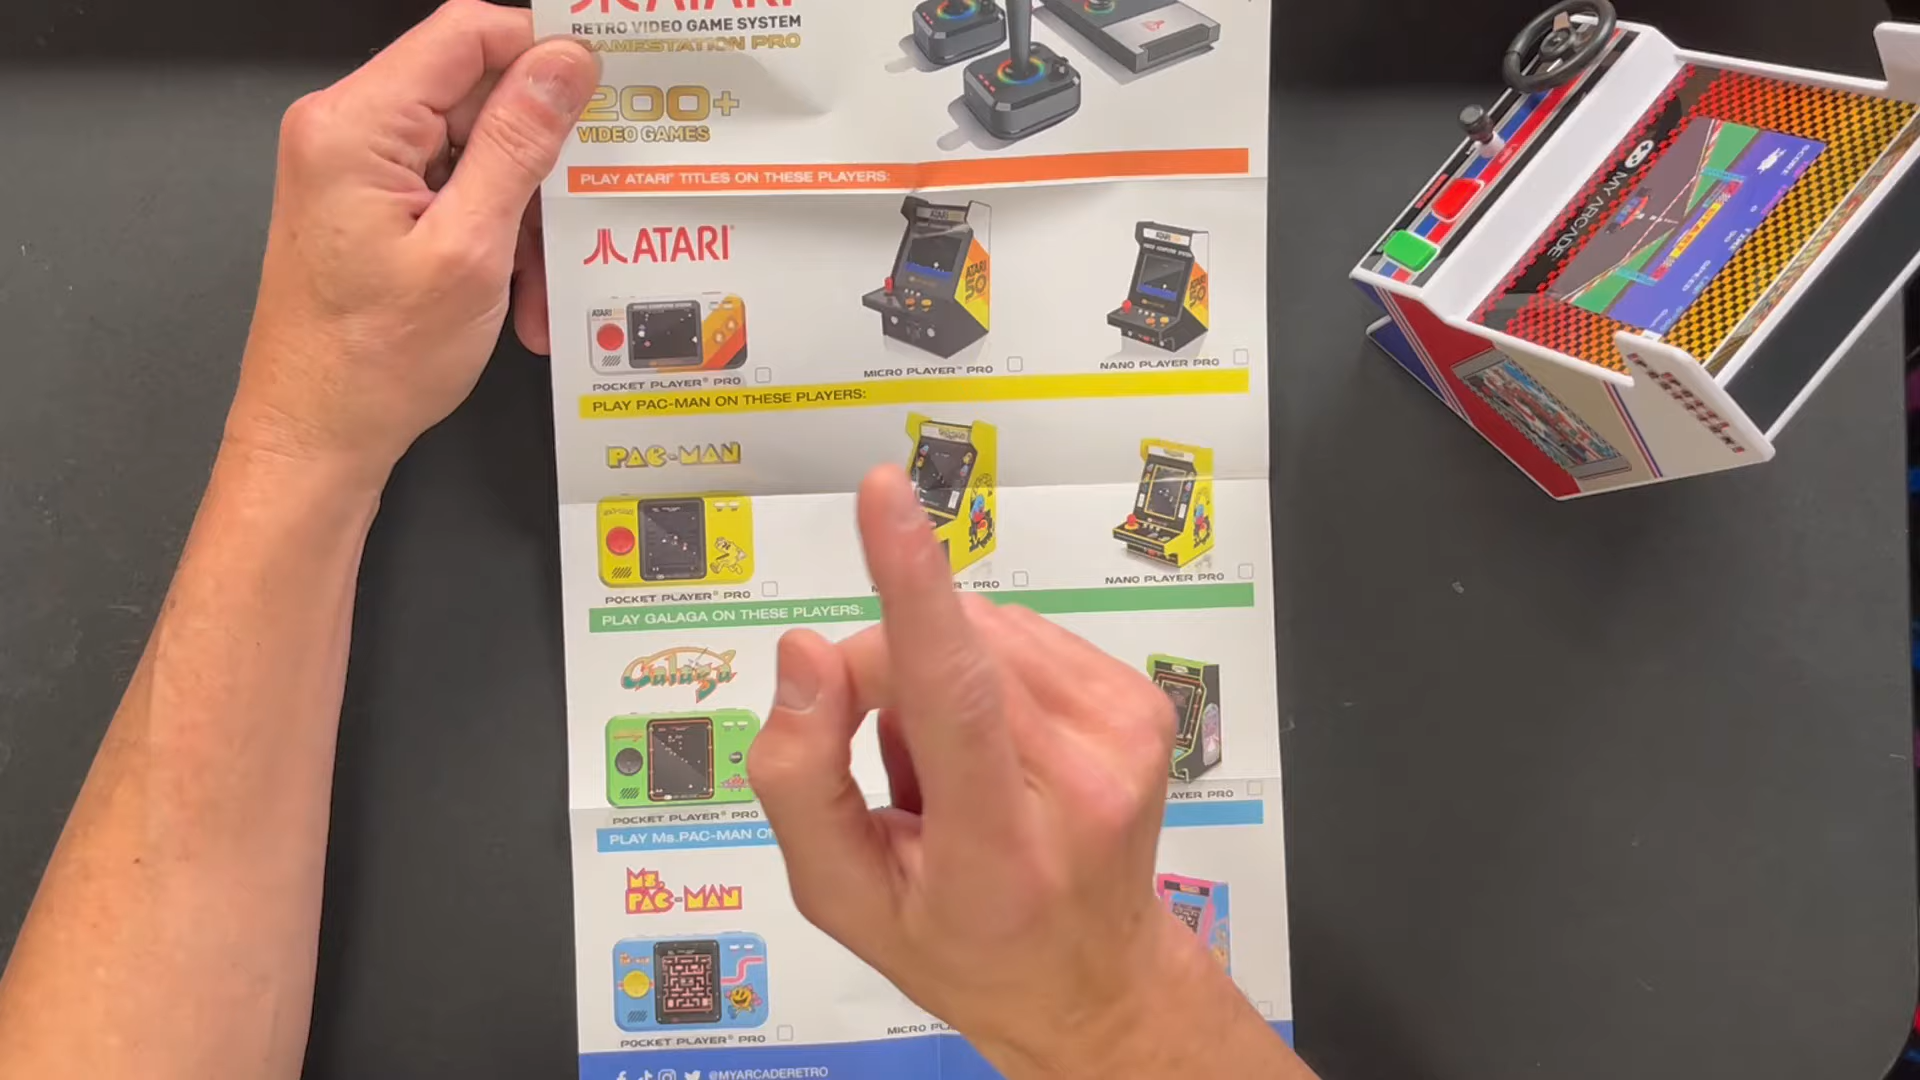 ATARI
RETRO VIDEO GAME SYSTEM
GAMESTATION PRO
200+
VIDEO GAMES
PLAY ATARI® TITLES ON THESE PLAYERS:
ATARI
POCKET PLAYER® PRO
MICRO PLAYER™ PRO
NANO PLAYER PRO
PLAY PAC-MAN ON THESE PLAYERS:
PAC-MAN
POCKET PLAYER® PRO
PRO
NANO PLAYER PRO
PLAY GALAGA ON THESE PLAYERS:
Galaga
POCKET PLAYER® PRO
LAYER PRO
PLAY Ms.PAC-MAN
Ms. PAC-MAN
POCKET PLAYER® PRO
MICRO
@MYARCADERETRO
MY ARCADE